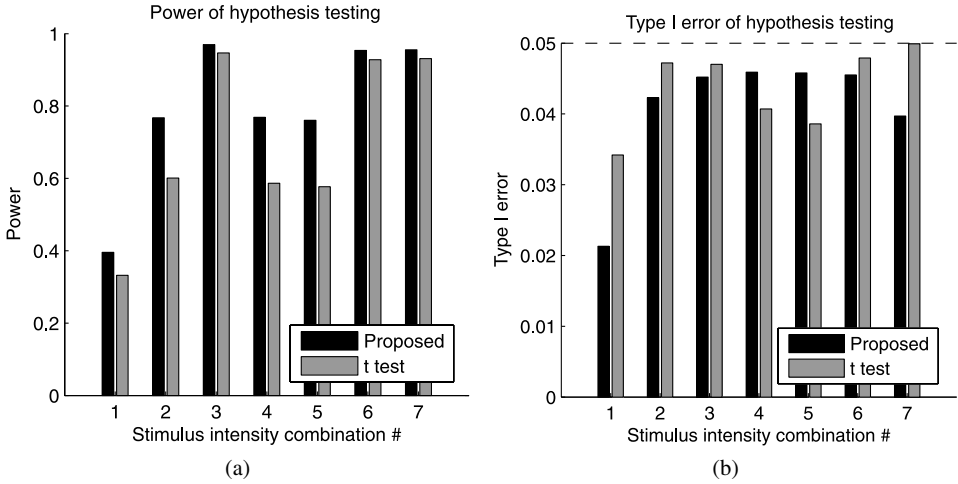 Power of hypothesis testing
1
0.8
0.6
0.4
0.2
0
Power
Proposed
t test
1 2 3 4 5 6 7
Stimulus intensity combination #
(a)
Type I error of hypothesis testing
0.05
0.04
0.03
0.02
0.01
0
Type I error
Proposed
t test
1 2 3 4 5 6 7
Stimulus intensity combination #
(b)